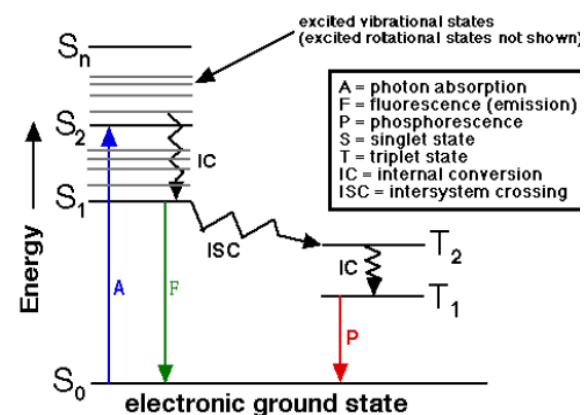 excited vibrational states
(excited rotational states not shown)
A = photon absorption
F = fluorescence (emission)
P = phosphorescence
S = singlet state
T = triplet state
IC = internal conversion
ISC = intersystem crossing
Sn
S2
IC
S1
ISC
T2
IC
T1
Energy
A
F
P
S0
electronic ground state